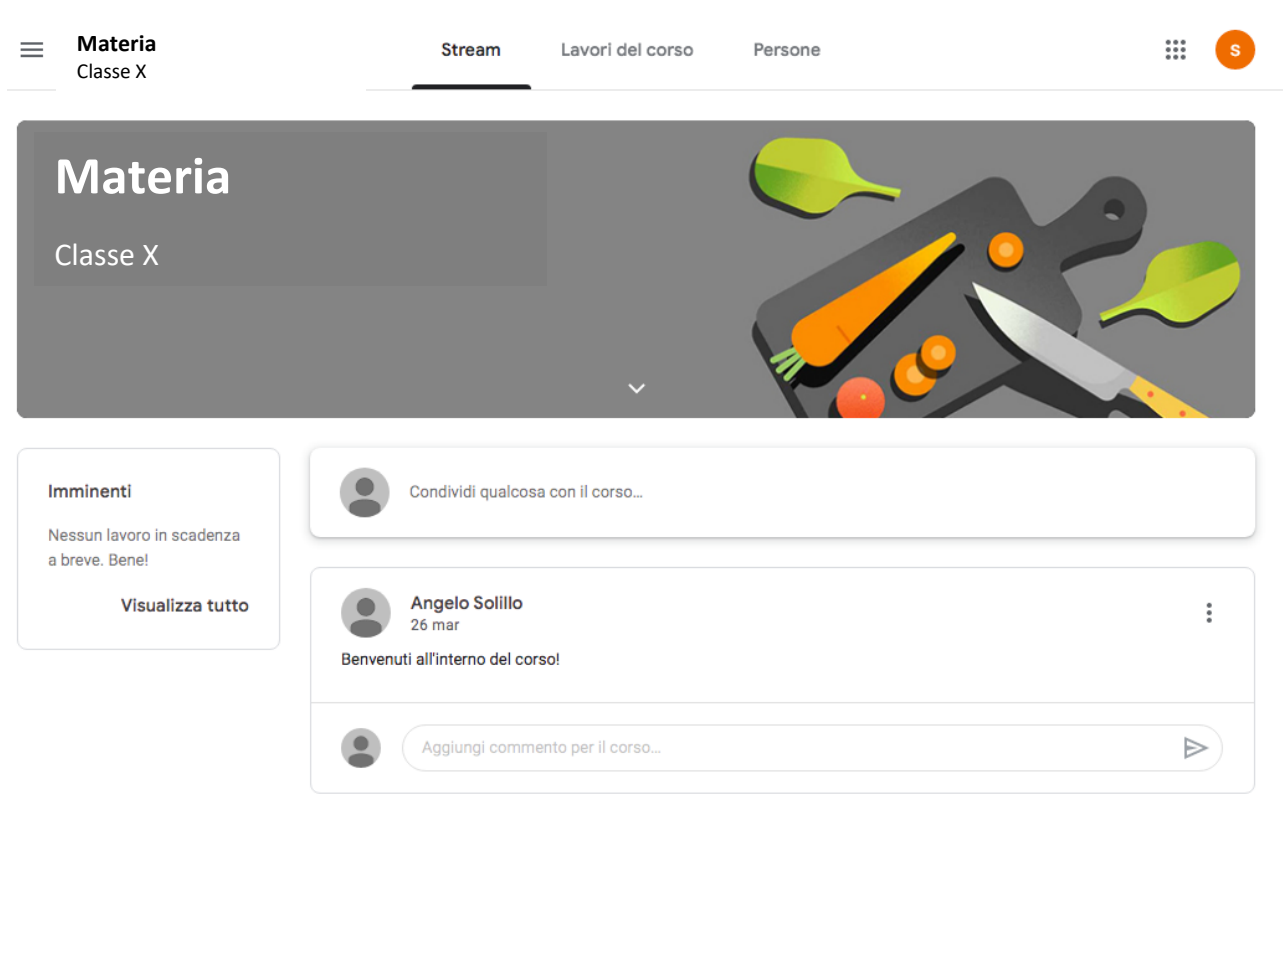 Materia
Classe X
Stream
Lavori del corso
Persone
S
Materia
Classe X
Imminenti
Nessun lavoro in scadenza
a breve. Bene!
Visualizza tutto
Condividi qualcosa con il corso...
Angelo Solillo
26 mar
Benvenuti all'interno del corso!
Aggiungi commento per il corso...